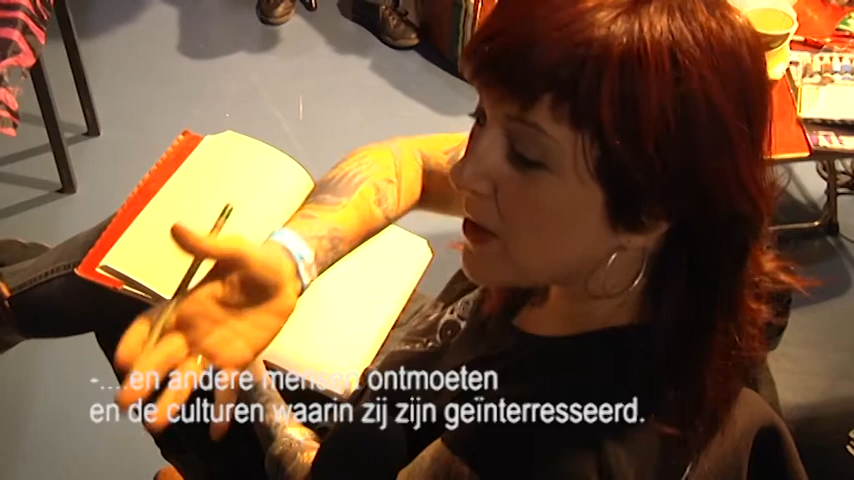 -....en andere mensen ontmoeten
en de culturen waarin zij zijn geïnterresseerd.